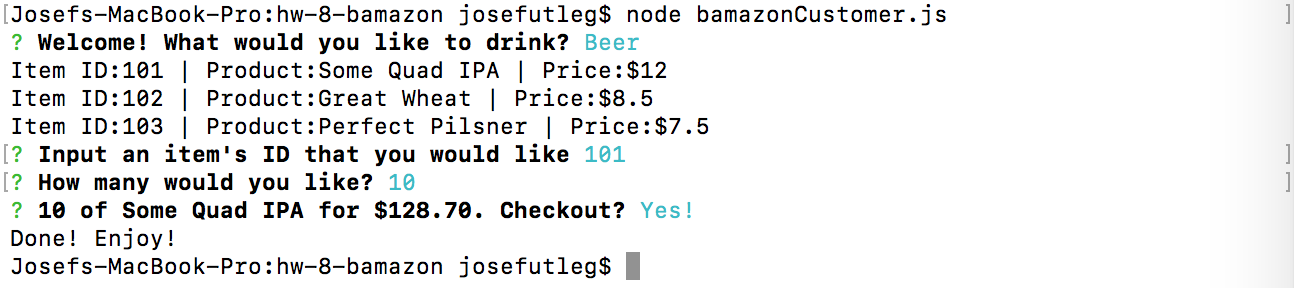 [Josefs-MacBook-Pro:hw-8-bamazon josefutleg$ node bamazonCustomer.js ]
? Welcome! What would you like to drink? Beer
Item ID:101 | Product:Some Quad IPA | Price:$12
Item ID:102 | Product:Great Wheat | Price:$8.5
Item ID:103 | Product:Perfect Pilsner | Price:$7.5
[? Input an item's ID that you would like 101 ]
[? How many would you like? 10 ]
? 10 of Some Quad IPA for $128.70. Checkout? Yes!
Done! Enjoy!
Josefs-MacBook-Pro:hw-8-bamazon josefutleg$